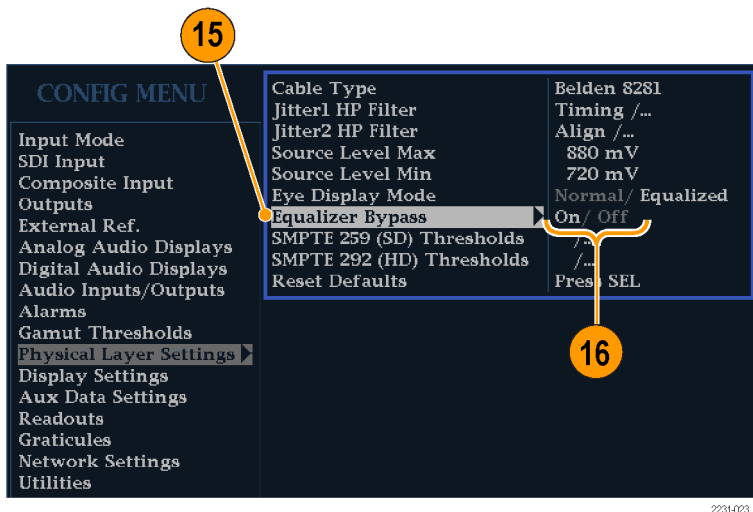 15
CONFIG MENU
Input Mode
SDI Input
Composite Input
Outputs
External Ref.
Analog Audio Displays
Digital Audio Displays
Audio Inputs/Outputs
Alarms
Gamut Thresholds
Physical Layer Settings
Display Settings
Aux Data Settings
Readouts
Graticules
Network Settings
Utilities
Cable Type Belden 8281
Jitter1 HP Filter Timing /...
Jitter2 HP Filter Align /...
Source Level Max 880 mV
Source Level Min 720 mV
Eye Display Mode Normal/ Equalized
Equalizer Bypass On/ Off
SMPTE 259 (SD) Thresholds /...
SMPTE 292 (HD) Thresholds /...
Reset Defaults Press SEL
16
2231-023